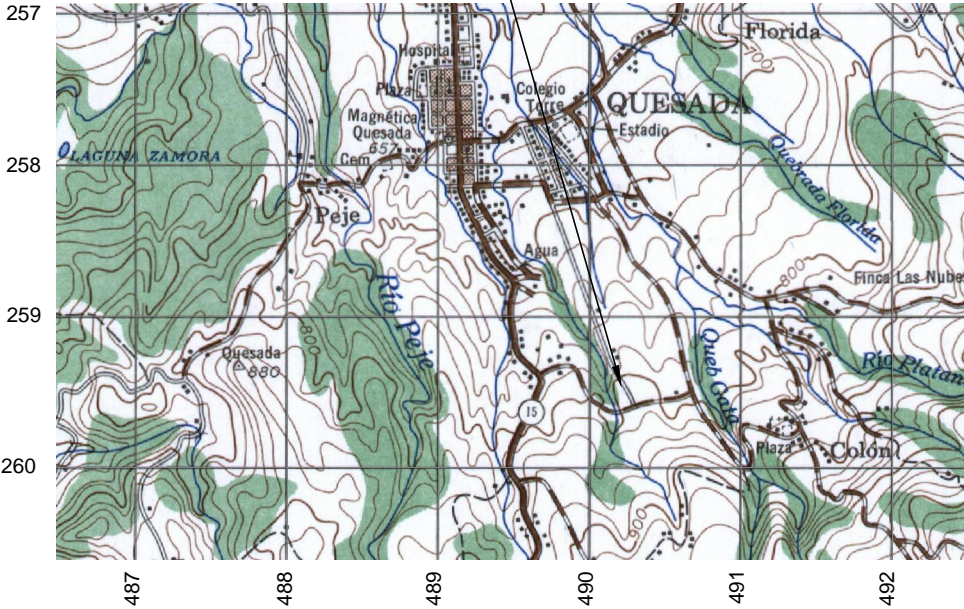 257
Florida
700
Hospital
Plaza
Colegio
Torre
QUESADA
Magnética
Quesada
657
Estadio
258
LAGUNA ZAMORA
Cem
Quebrada Florida
Peje
Agua
800
Finca Las Nubes
Río Peje
259
800
Queb Gata
Río Platan
Quesada
880
15
Plaza
Colón
260
900
487
488
489
490
491
492